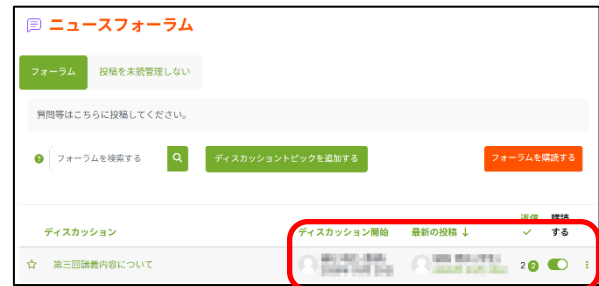 ニュースフォーラム
フォーラム 投稿を未読管理しない
質問等はこちらに投稿してください。
? フォーラムを検索する ディスカッショントピックを追加する フォーラムを購読する
ディスカッション ディスカッション開始 最新の投稿 ↓ 返信 ✓ 購読する
☆ 第三回講義内容について 2 2